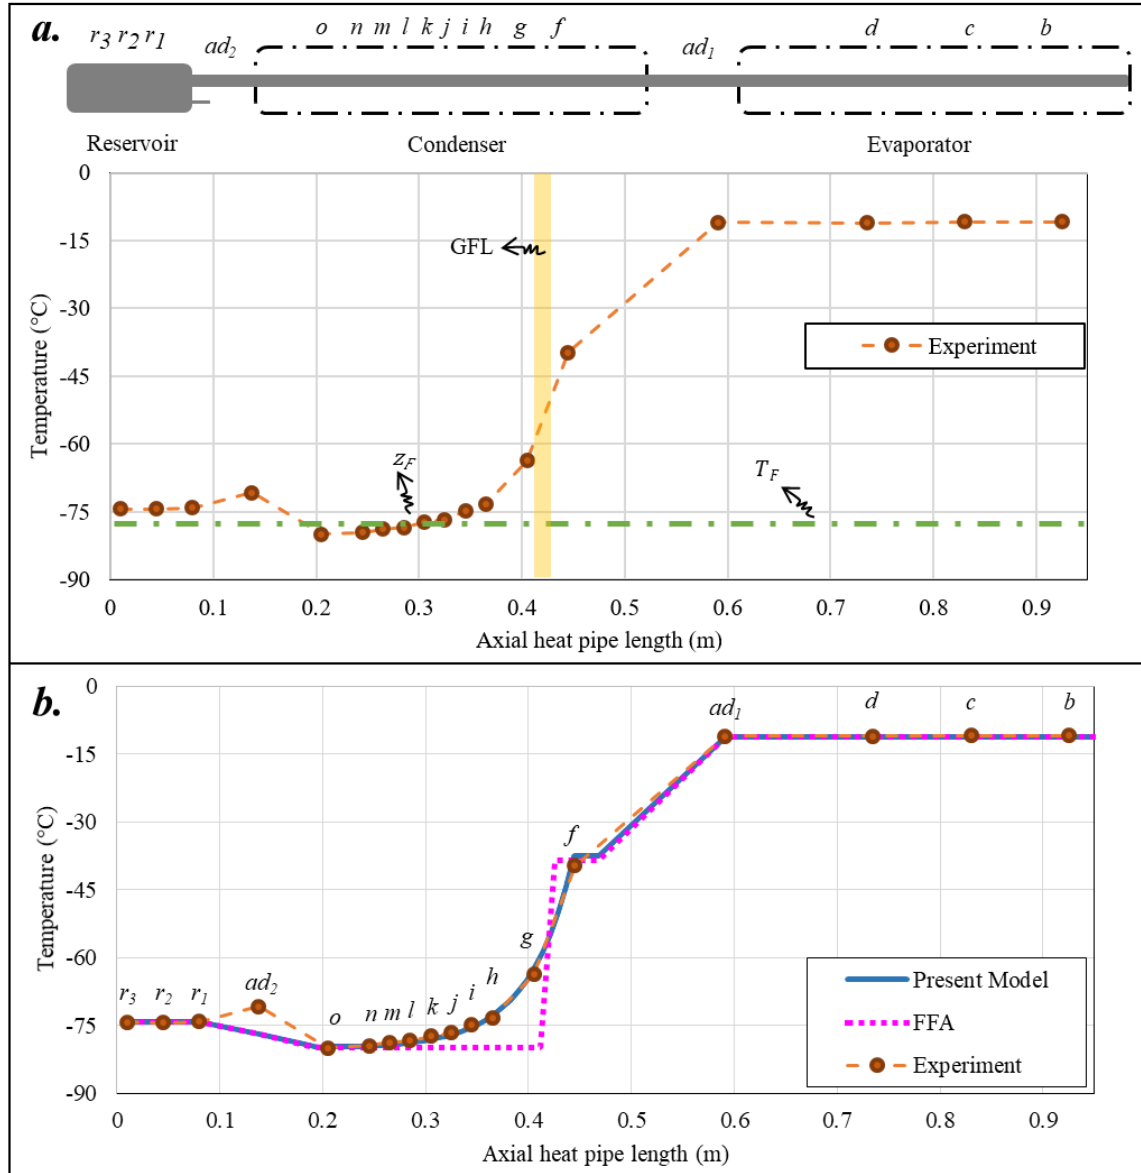 a.
r3 r2 r1 ad2 o n m l k j i h g f ad1 d c b
Reservoir Condenser Evaporator
0
-15
-30
-45
-60
-75
-90
Temperature (°C)
GFL
Experiment
zF
TF
0 0.1 0.2 0.3 0.4 0.5 0.6 0.7 0.8 0.9
Axial heat pipe length (m)
b.
0
-15
-30
-45
-60
-75
-90
Temperature (°C)
r3 r2 r1 ad2 o n m l k j i h g f ad1 d c b
Present Model
FFA
Experiment
0 0.1 0.2 0.3 0.4 0.5 0.6 0.7 0.8 0.9
Axial heat pipe length (m)